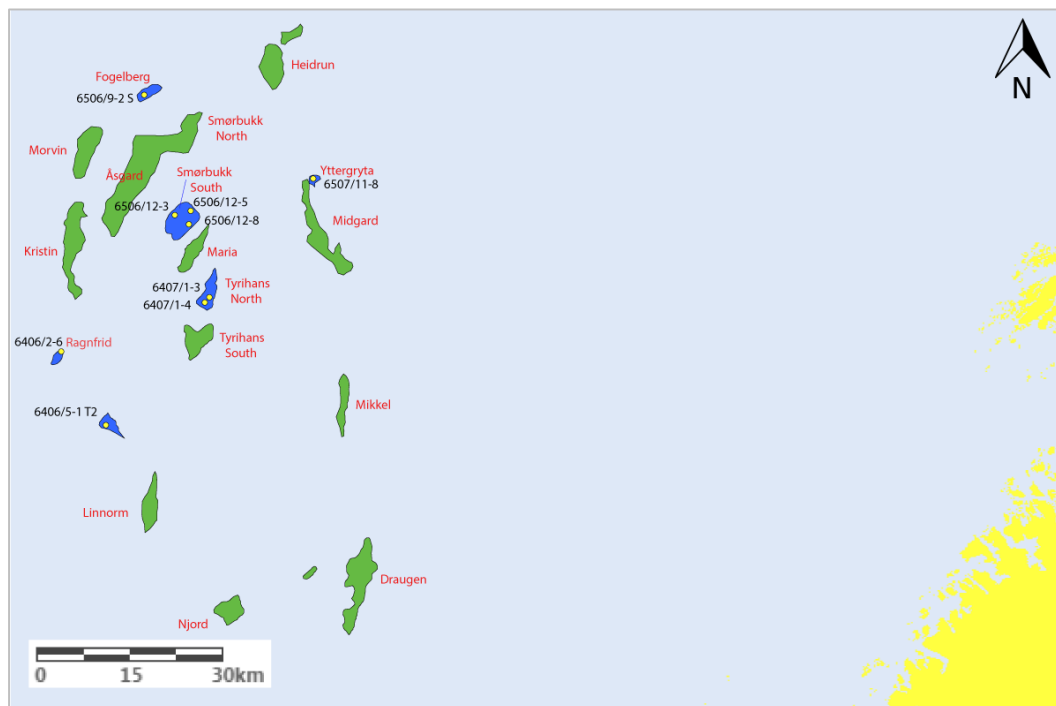 Heidrun
N
Fogelberg
6506/9-2 S
Smørbukk
North
Morvin
Åsgard
Smørbukk
South
Yttergryta
6507/11-8
6506/12-5
6506/12-3
6506/12-8
Midgard
Kristin
Maria
6407/1-3
Tyrihans
North
6407/1-4
6406/2-6 Ragnfrid
Tyrihans
South
Mikkel
6406/5-1 T2
Linnorm
Draugen
Njord
0 15 30km